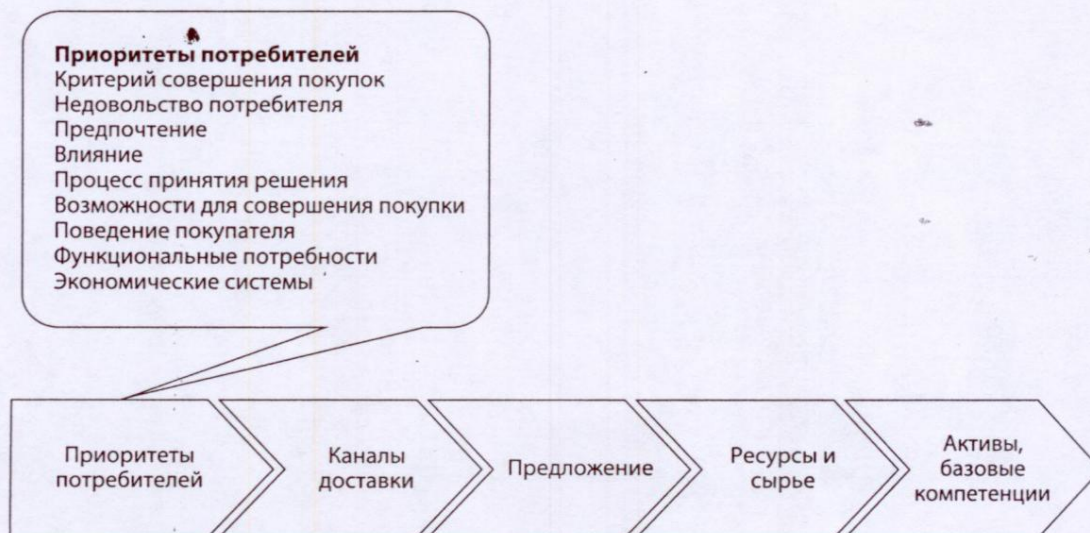 Приоритеты потребителей
Критерий совершения покупок
Недовольство потребителя
Предпочтение
Влияние
Процесс принятия решения
Возможности для совершения покупки
Поведение покупателя
Функциональные потребности
Экономические системы
Приоритеты
потребителей
Каналы
доставки
Предложение
Ресурсы и
сырье
Активы,
базовые
компетенции